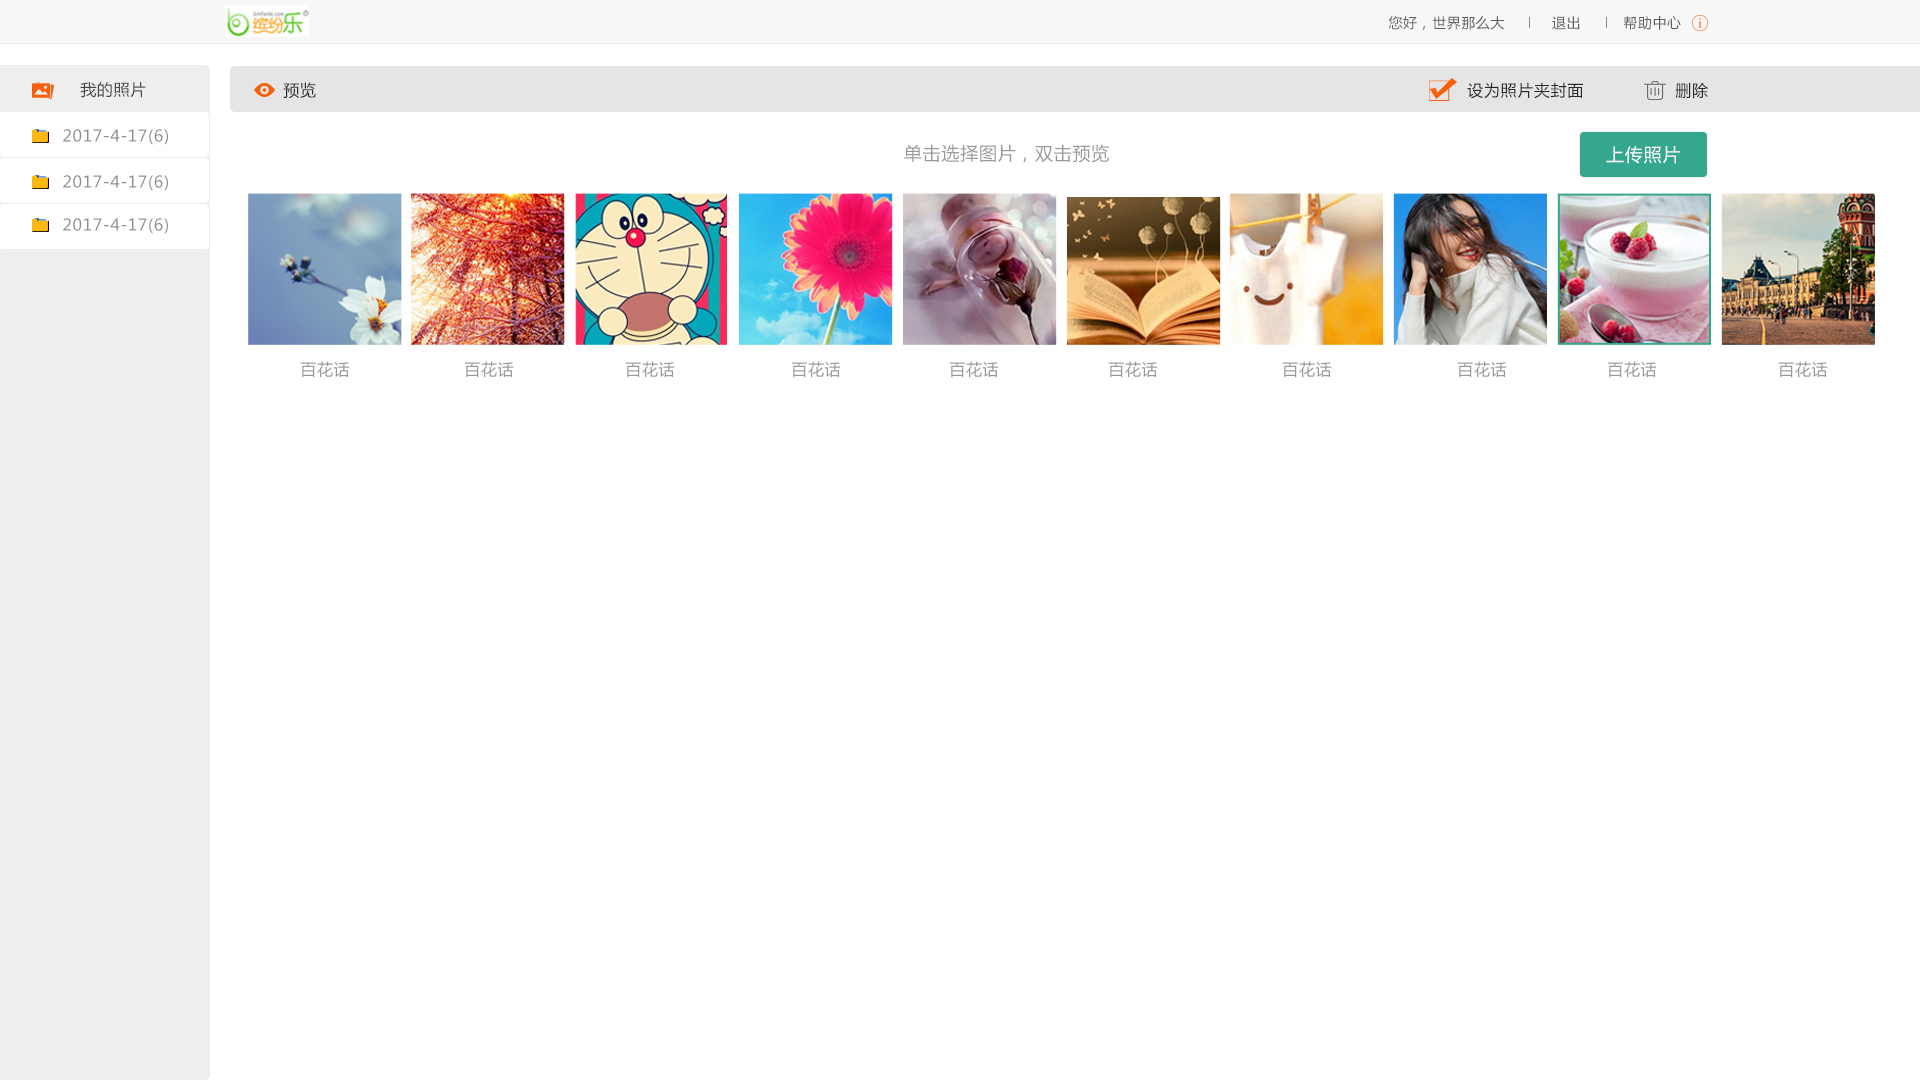 缤纷乐
您好，世界那么大
退出
帮助中心
我的照片
预览
设为照片夹封面
删除
2017-4-17(6)
2017-4-17(6)
2017-4-17(6)
单击选择图片，双击预览
上传照片
百花话
百花话
百花话
百花话
百花话
百花话
百花话
百花话
百花话
百花话